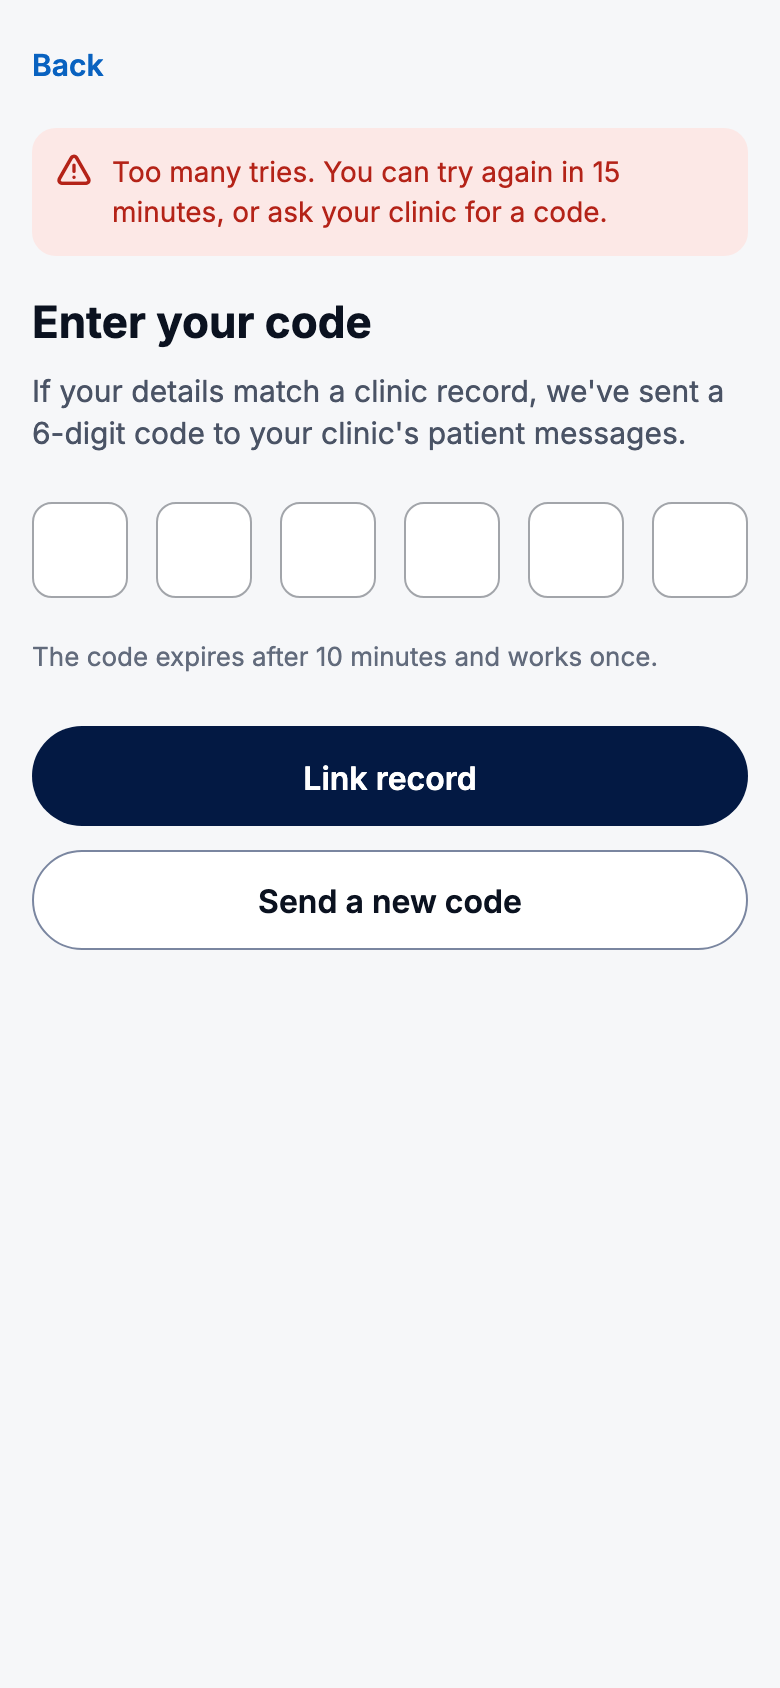 Back
Too many tries. You can try again in 15
minutes, or ask your clinic for a code.
Enter your code
If your details match a clinic record, we've sent a
6-digit code to your clinic's patient messages.
The code expires after 10 minutes and works once.
Link record
Send a new code